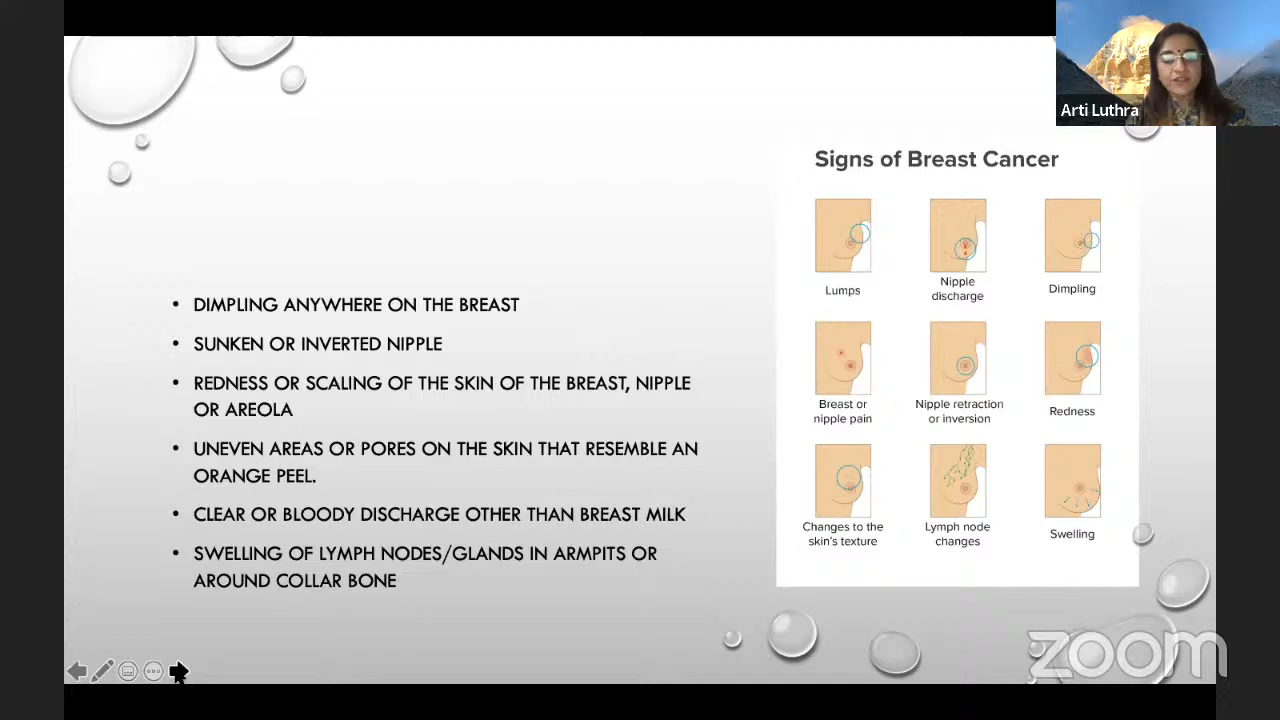 Arti Luthra
Signs of Breast Cancer
Lumps
Nipple
discharge
Dimpling
Breast or
nipple pain
Nipple retraction
or inversion
Redness
Changes to the
skin's texture
Lymph node
changes
Swelling
• DIMPLING ANYWHERE ON THE BREAST
• SUNKEN OR INVERTED NIPPLE
• REDNESS OR SCALING OF THE SKIN OF THE BREAST, NIPPLE
OR AREOLA
• UNEVEN AREAS OR PORES ON THE SKIN THAT RESEMBLE AN
ORANGE PEEL.
• CLEAR OR BLOODY DISCHARGE OTHER THAN BREAST MILK
• SWELLING OF LYMPH NODES/GLANDS IN ARMPITS OR
AROUND COLLAR BONE
zoom